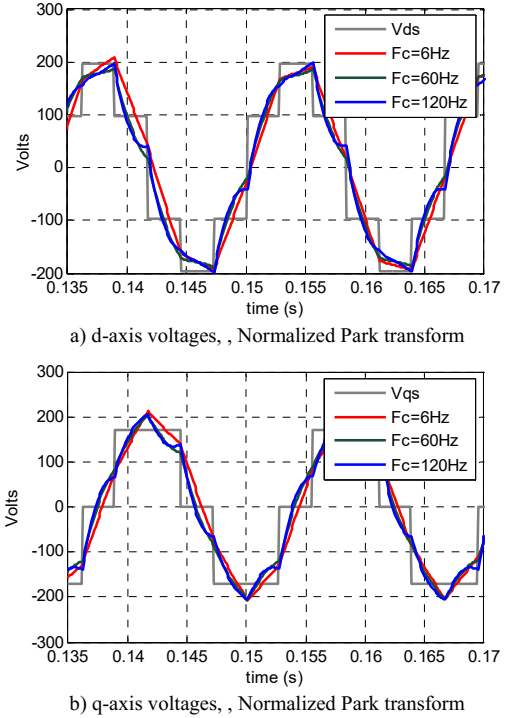 300
200
100
0
-100
-200
Volts
0.135 0.14 0.145 0.15 0.155 0.16 0.165 0.17
time (s)
Vds
Fc=6Hz
Fc=60Hz
Fc=120Hz
a) d-axis voltages, , Normalized Park transform
300
200
100
0
-100
-200
300
Volts
0.135 0.14 0.145 0.15 0.155 0.16 0.165 0.17
time (s)
Vqs
Fc=6Hz
Fc=60Hz
Fc=120Hz
b) q-axis voltages, , Normalized Park transform